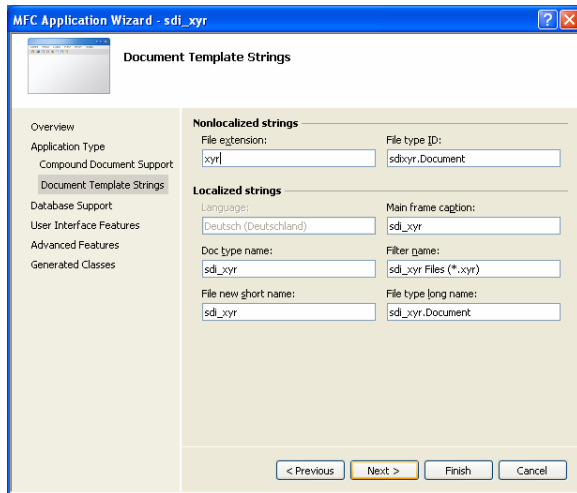 MFC Application Wizard - sdi_xyr
Document Template Strings
Overview
Application Type
Compound Document Support
Document Template Strings
Database Support
User Interface Features
Advanced Features
Generated Classes
Nonlocalized strings
File extension:
File type ID:
xyr
sdixyr.Document
Localized strings
Language:
Main frame caption:
Deutsch (Deutschland)
sdi_xyr
Doc type name:
Filter name:
sdi_xyr
sdi_xyr Files (*.xyr)
File new short name:
File type long name:
sdi_xyr
sdi_xyr.Document
< Previous
Next >
Finish
Cancel